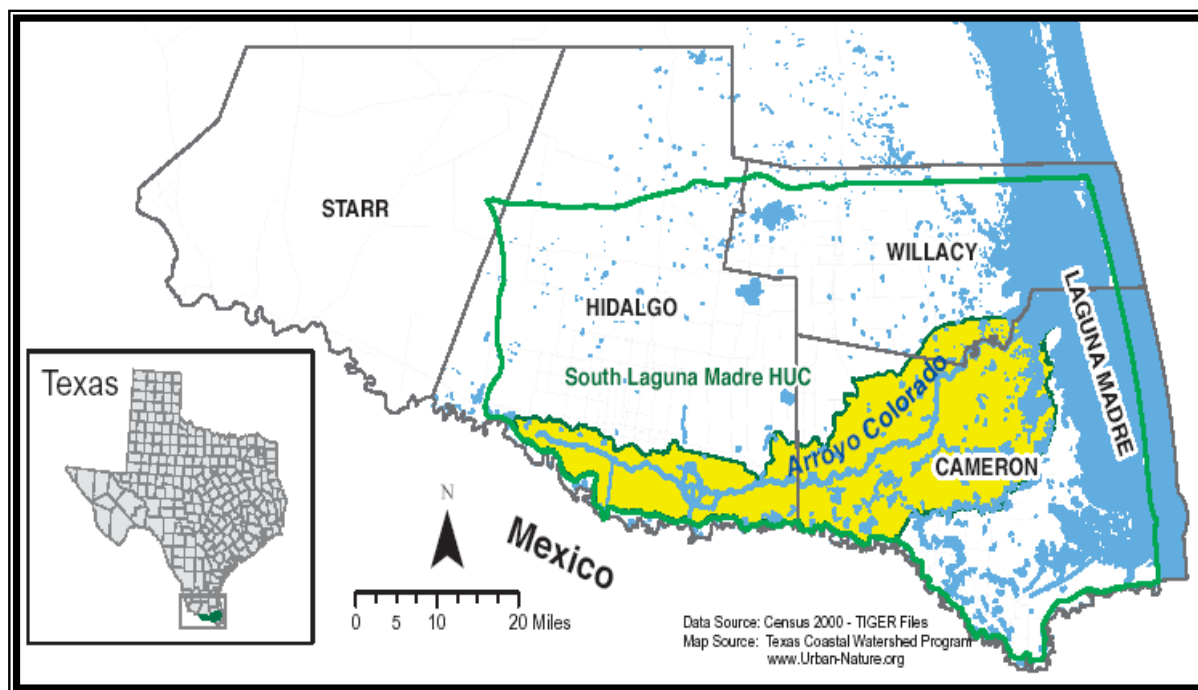 STARR
WILLACY
HIDALGO
LAGUNA MADRE
South Laguna Madre HUC
Arroyo Colorado
CAMERON
Texas
N
Mexico
0 5 10 20 Miles
Data Source: Census 2000 - TIGER Files
Map Source: Texas Coastal Watershed Program
www.Urban-Nature.org